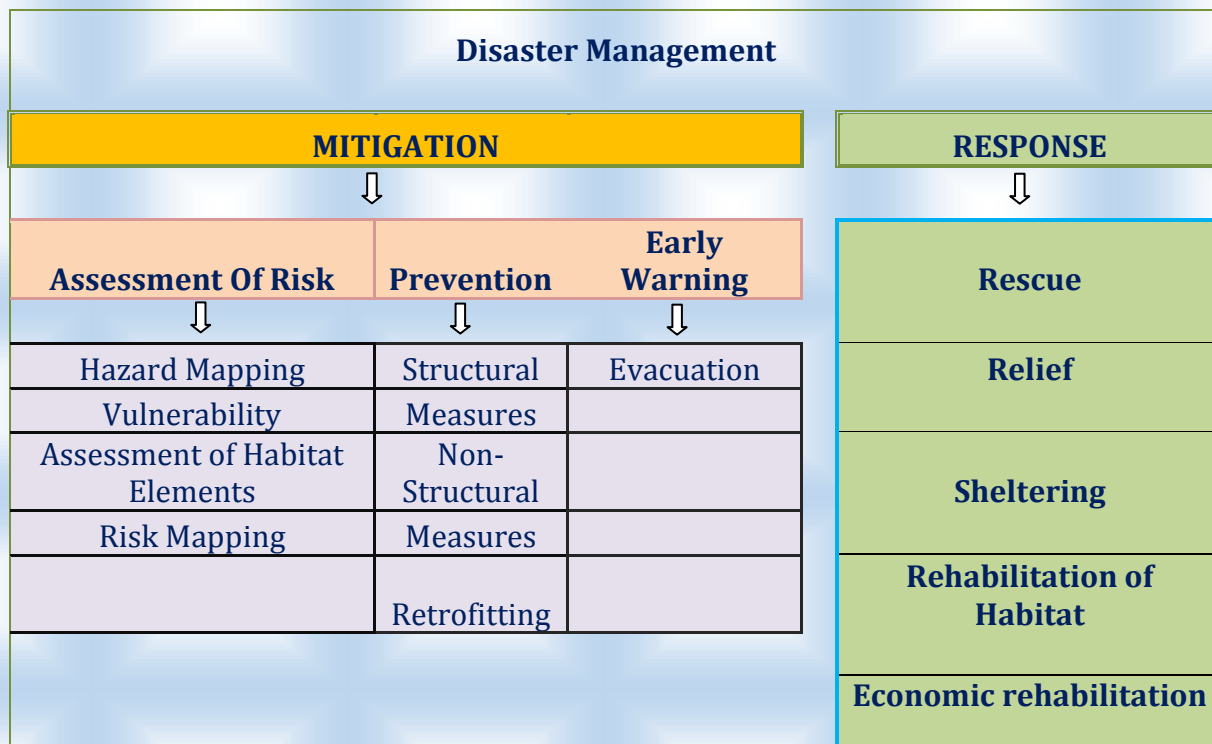 Disaster Management
MITIGATION
RESPONSE
Assessment Of Risk
Prevention
Early
Warning
Hazard Mapping
Structural
Evacuation
Vulnerability
Measures
Assessment of Habitat
Elements
Non-
Structural
Risk Mapping
Measures
Retrofitting
Rescue
Relief
Sheltering
Rehabilitation of
Habitat
Economic rehabilitation